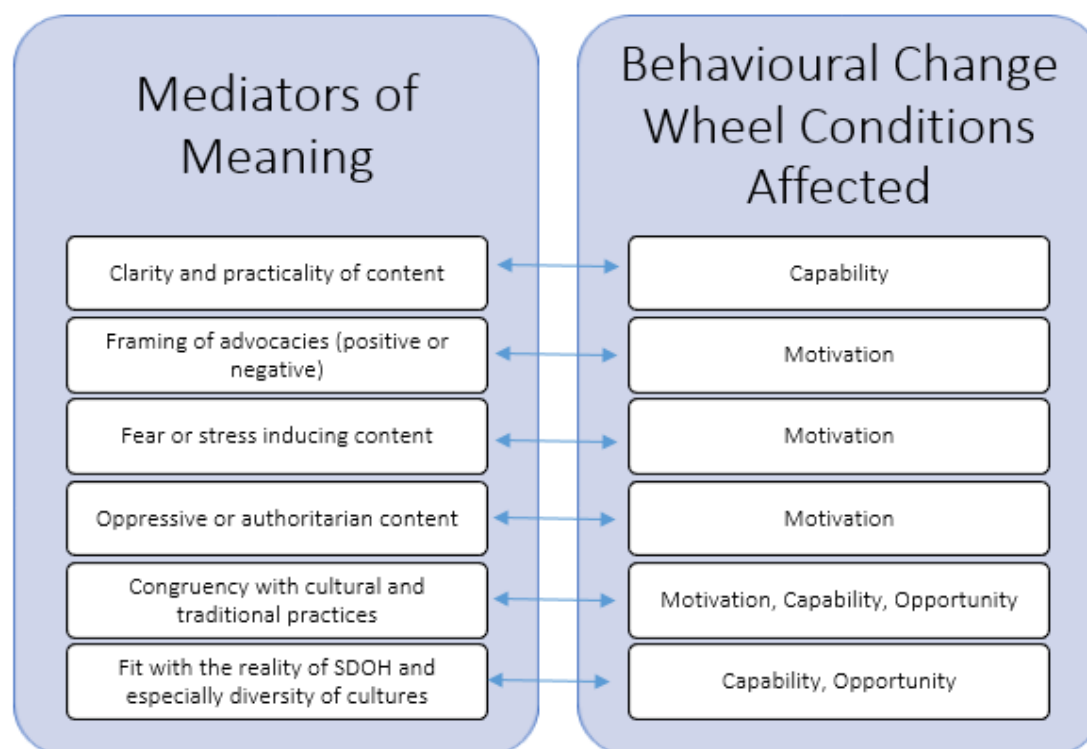 Mediators of
Meaning
Behavioural Change
Wheel Conditions
Affected
Clarity and practicality of content
Capability
Framing of advocacies (positive or
negative)
Motivation
Fear or stress inducing content
Motivation
Oppressive or authoritarian content
Motivation
Congruency with cultural and
traditional practices
Motivation, Capability, Opportunity
Fit with the reality of SDOH and
especially diversity of cultures
Capability, Opportunity